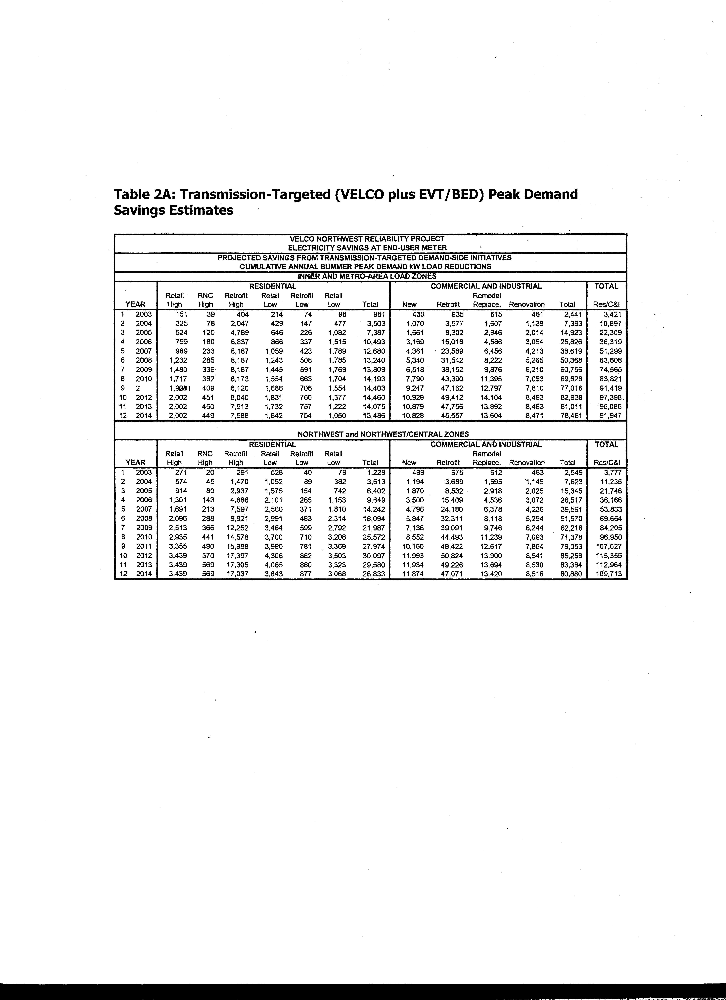 Table 2A: Transmission-Targeted (VELCO plus EVT/BED) Peak Demand
Savings Estimates
VELCO NORTHWEST RELIABILITY PROJECT
ELECTRICITY SAVINGS AT END-USER METER
PROJECTED SAVINGS FROM TRANSMISSION-TARGETED DEMAND-SIDE INITIATIVES
CUMULATIVE ANNUAL SUMMER PEAK DEMAND kW LOAD REDUCTIONS
INNER AND METRO-AREA LOAD ZONES
RESIDENTIAL COMMERCIAL AND INDUSTRIAL TOTAL
Retail RNC Retrofit Retail Retrofit Retail Remodel
YEAR High High High Low Low Low Total New Retrofit Replace. Renovation Total Res/C&I
1 2003 151 39 404 214 74 98 981 430 935 615 461 2,441 3,421
2 2004 325 78 2,047 429 147 477 3,503 1,070 3,577 1,607 1,139 7,393 10,897
3 2005 524 120 4,789 646 226 1,082 7,387 1,661 8,302 2,946 2,014 14,923 22,309
4 2006 759 180 6,837 866 337 1,515 10,493 3,169 15,016 4,586 3,054 25,826 36,319
5 2007 989 233 8,187 1,059 423 1,789 12,680 4,361 23,589 6,456 4,213 38,619 51,299
6 2008 1,232 285 8,187 1,243 508 1,785 13,240 5,340 31,542 8,222 5,265 50,368 63,608
7 2009 1,480 336 8,187 1,445 591 1,769 13,809 6,518 38,152 9,876 6,210 60,756 74,565
8 2010 1,717 382 8,173 1,554 663 1,704 14,193 7,790 43,390 11,395 7,053 69,628 83,821
9 2 409 8,120 1,686 706 1,554 14,403 9,247 47,162 12,797 7,810 77,016 91,419
10 2012 2,002 451 8,040 1,831 760 1,377 14,460 10,929 49,412 14,104 8,493 82,938 97,398
11 2013 2,002 450 7,913 1,732 757 1,222 14,075 10,879 47,756 13,892 8,483 81,011 95,086
12 2014 2,002 449 7,588 1,642 754 1,050 13,486 10,828 45,557 13,604 8,471 78,461 91,947
NORTHWEST and NORTHWEST/CENTRAL ZONES
RESIDENTIAL COMMERCIAL AND INDUSTRIAL TOTAL
Retail RNC Retrofit Retail Retrofit Retail Remodel
YEAR High High High Low Low Low Total New Retrofit Replace. Renovation Total Res/C&I
1 2003 271 20 291 528 40 79 1,229 499 975 612 463 2,549 3,777
2 2004 574 45 1,470 1,052 89 382 3,613 1,194 3,689 1,595 1,145 7,623 11,235
3 2005 914 80 2,937 1,575 154 742 6,402 1,870 8,532 2,918 2,025 15,345 21,746
4 2006 1,301 143 4,686 2,101 265 1,153 9,649 3,500 15,409 4,536 3,072 26,517 36,166
5 2007 1,691 213 7,597 2,560 371 1,810 14,242 4,796 24,180 6,378 4,236 39,591 53,833
6 2008 2,096 288 9,921 2,991 483 2,314 18,094 5,847 32,311 8,118 5,294 51,570 69,664
7 2009 2,513 366 12,252 3,464 599 2,792 21,987 7,136 39,091 9,746 6,244 62,218 84,205
8 2010 2,935 441 14,578 3,700 710 3,208 25,572 8,552 44,493 11,239 7,093 71,378 96,950
9 2011 3,355 490 15,988 3,990 781 3,369 27,974 10,160 48,422 12,617 7,854 79,053 107,027
10 2012 3,439 570 17,397 4,306 882 3,503 30,097 11,993 50,824 13,900 8,541 85,258 115,355
11 2013 3,439 569 17,305 4,065 880 3,323 29,580 11,934 49,226 13,694 8,530 83,384 112,964
12 2014 3,439 569 17,037 3,843 877 3,068 28,833 11,874 47,071 13,420 8,516 80,880 109,713